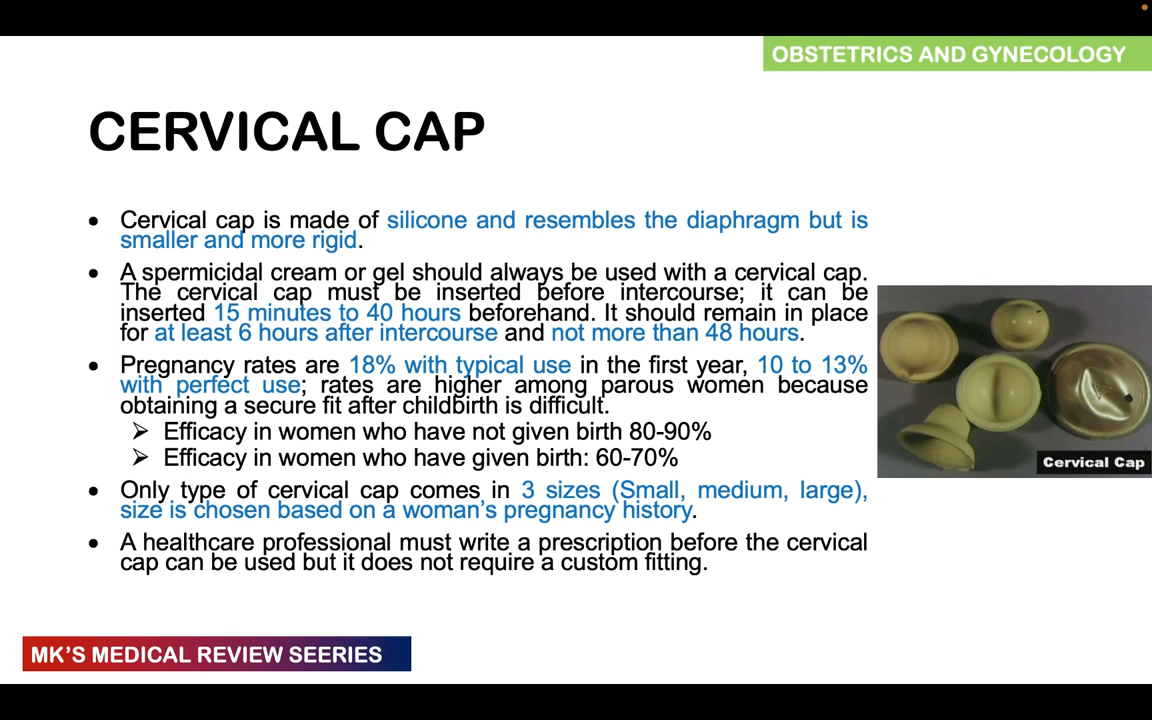 OBSTETRICS AND GYNECOLOGY
CERVICAL CAP
• Cervical cap is made of silicone and resembles the diaphragm but is
smaller and more rigid.
• A spermicidal cream or gel should always be used with a cervical cap.
The cervical cap must be inserted before intercourse; it can be
inserted 15 minutes to 40 hours beforehand. It should remain in place
for at least 6 hours after intercourse and not more than 48 hours.
• Pregnancy rates are 18% with typical use in the first year, 10 to 13%
with perfect use; rates are higher among parous women because
obtaining a secure fit after childbirth is difficult.
➢ Efficacy in women who have not given birth 80-90%
➢ Efficacy in women who have given birth: 60-70%
• Only type of cervical cap comes in 3 sizes (Small, medium, large),
size is chosen based on a woman's pregnancy history.
• A healthcare professional must write a prescription before the cervical
cap can be used but it does not require a custom fitting.
Cervical Cap
MK'S MEDICAL REVIEW SEERIES